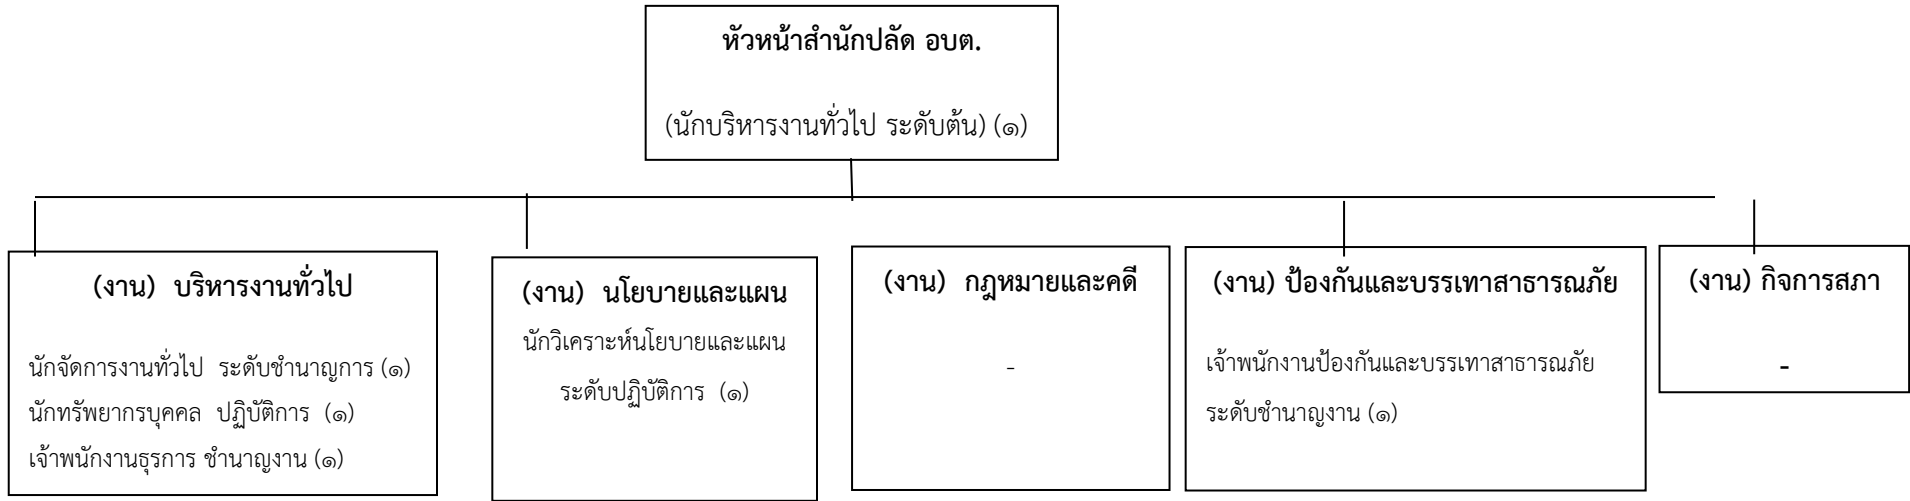 หัวหน้าสำนักปลัด อบต.
(นักบริหารงานทั่วไป ระดับต้น) (๑)
(งาน) บริหารงานทั่วไป
นักจัดการงานทั่วไป ระดับชำนาญการ (๑)
นักทรัพยากรบุคคล ปฏิบัติการ (๑)
เจ้าพนักงานธุรการ ชำนาญงาน (๑)
(งาน) นโยบายและแผน
นักวิเคราะห์นโยบายและแผน
ระดับปฏิบัติการ (๑)
(งาน) กฎหมายและคดี
-
(งาน) ป้องกันและบรรเทาสาธารณภัย
เจ้าพนักงานป้องกันและบรรเทาสาธารณภัย
ระดับชำนาญงาน (๑)
(งาน) กิจการสภา
-